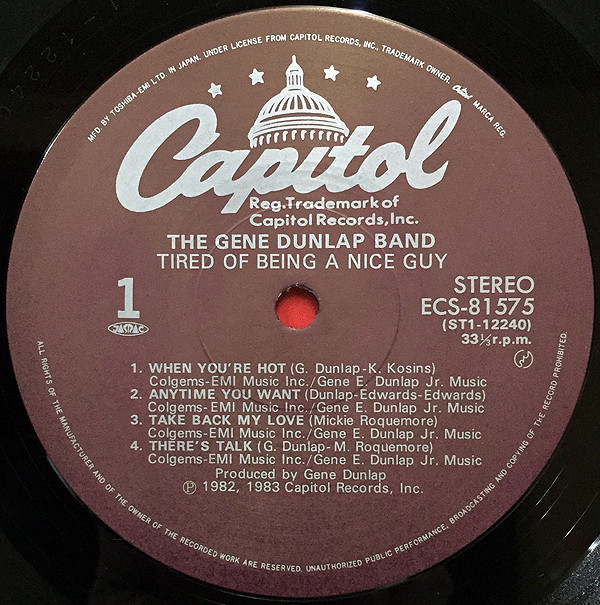 MFD. BY TOSHIBA-EMI LTD. IN JAPAN. UNDER LICENSE FROM CAPITOL RECORDS, INC., TRADEMARK OWNER. Capitol MARCA REG.
Capitol
Reg. Trademark of
Capitol Records, Inc.
THE GENE DUNLAP BAND
TIRED OF BEING A NICE GUY
1
JASRAC
STEREO
ECS-81575
(ST1-12240)
33⅓ r.p.m.
1. WHEN YOU'RE HOT (G. Dunlap-K. Kosins)
Colgems-EMI Music Inc./Gene E. Dunlap Jr. Music
2. ANYTIME YOU WANT (Dunlap-Edwards-Edwards)
Colgems-EMI Music Inc./Gene E. Dunlap Jr. Music
3. TAKE BACK MY LOVE (Mickie Roquemore)
Colgems-EMI Music Inc./Gene E. Dunlap Jr. Music
4. THERE'S TALK (G. Dunlap-M. Roquemore)
Colgems-EMI Music Inc./Gene E. Dunlap Jr. Music
Produced by Gene Dunlap
℗ 1982, 1983 Capitol Records, Inc.
ALL RIGHTS OF THE MANUFACTURER AND OF THE OWNER OF THE RECORDED WORK ARE RESERVED. UNAUTHORIZED PUBLIC PERFORMANCE, BROADCASTING AND COPYING OF THE RECORD PROHIBITED.